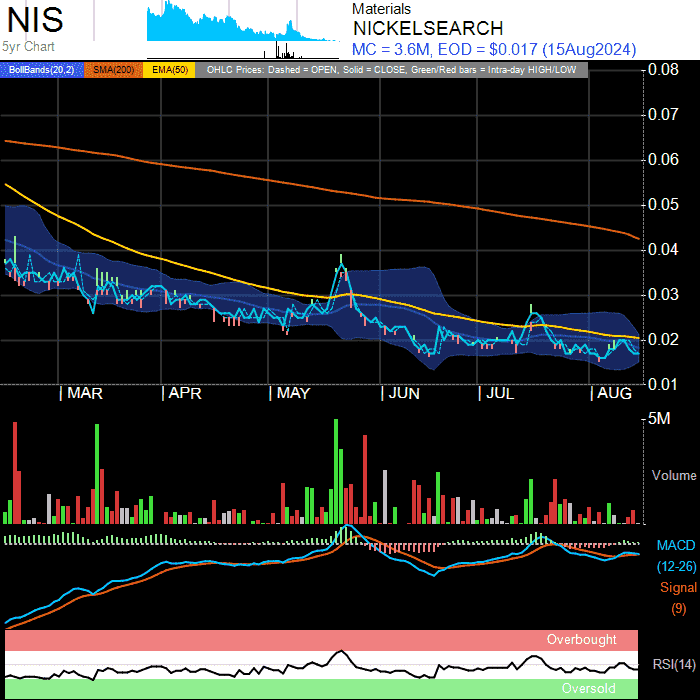 NIS
5yr Chart
Materials
NICKELSEARCH
MC = 3.6M, EOD = $0.017 (15Aug2024)
BollBands(20,2) SMA(200) EMA(50) OHLC Prices: Dashed = OPEN, Solid = CLOSE, Green/Red bars = Intra-day HIGH/LOW
0.08
0.07
0.06
0.05
0.04
0.03
0.02
0.01
MAR APR MAY JUN JUL AUG
5M
Volume
MACD
(12-26)
Signal
(9)
Overbought
RSI(14)
Oversold